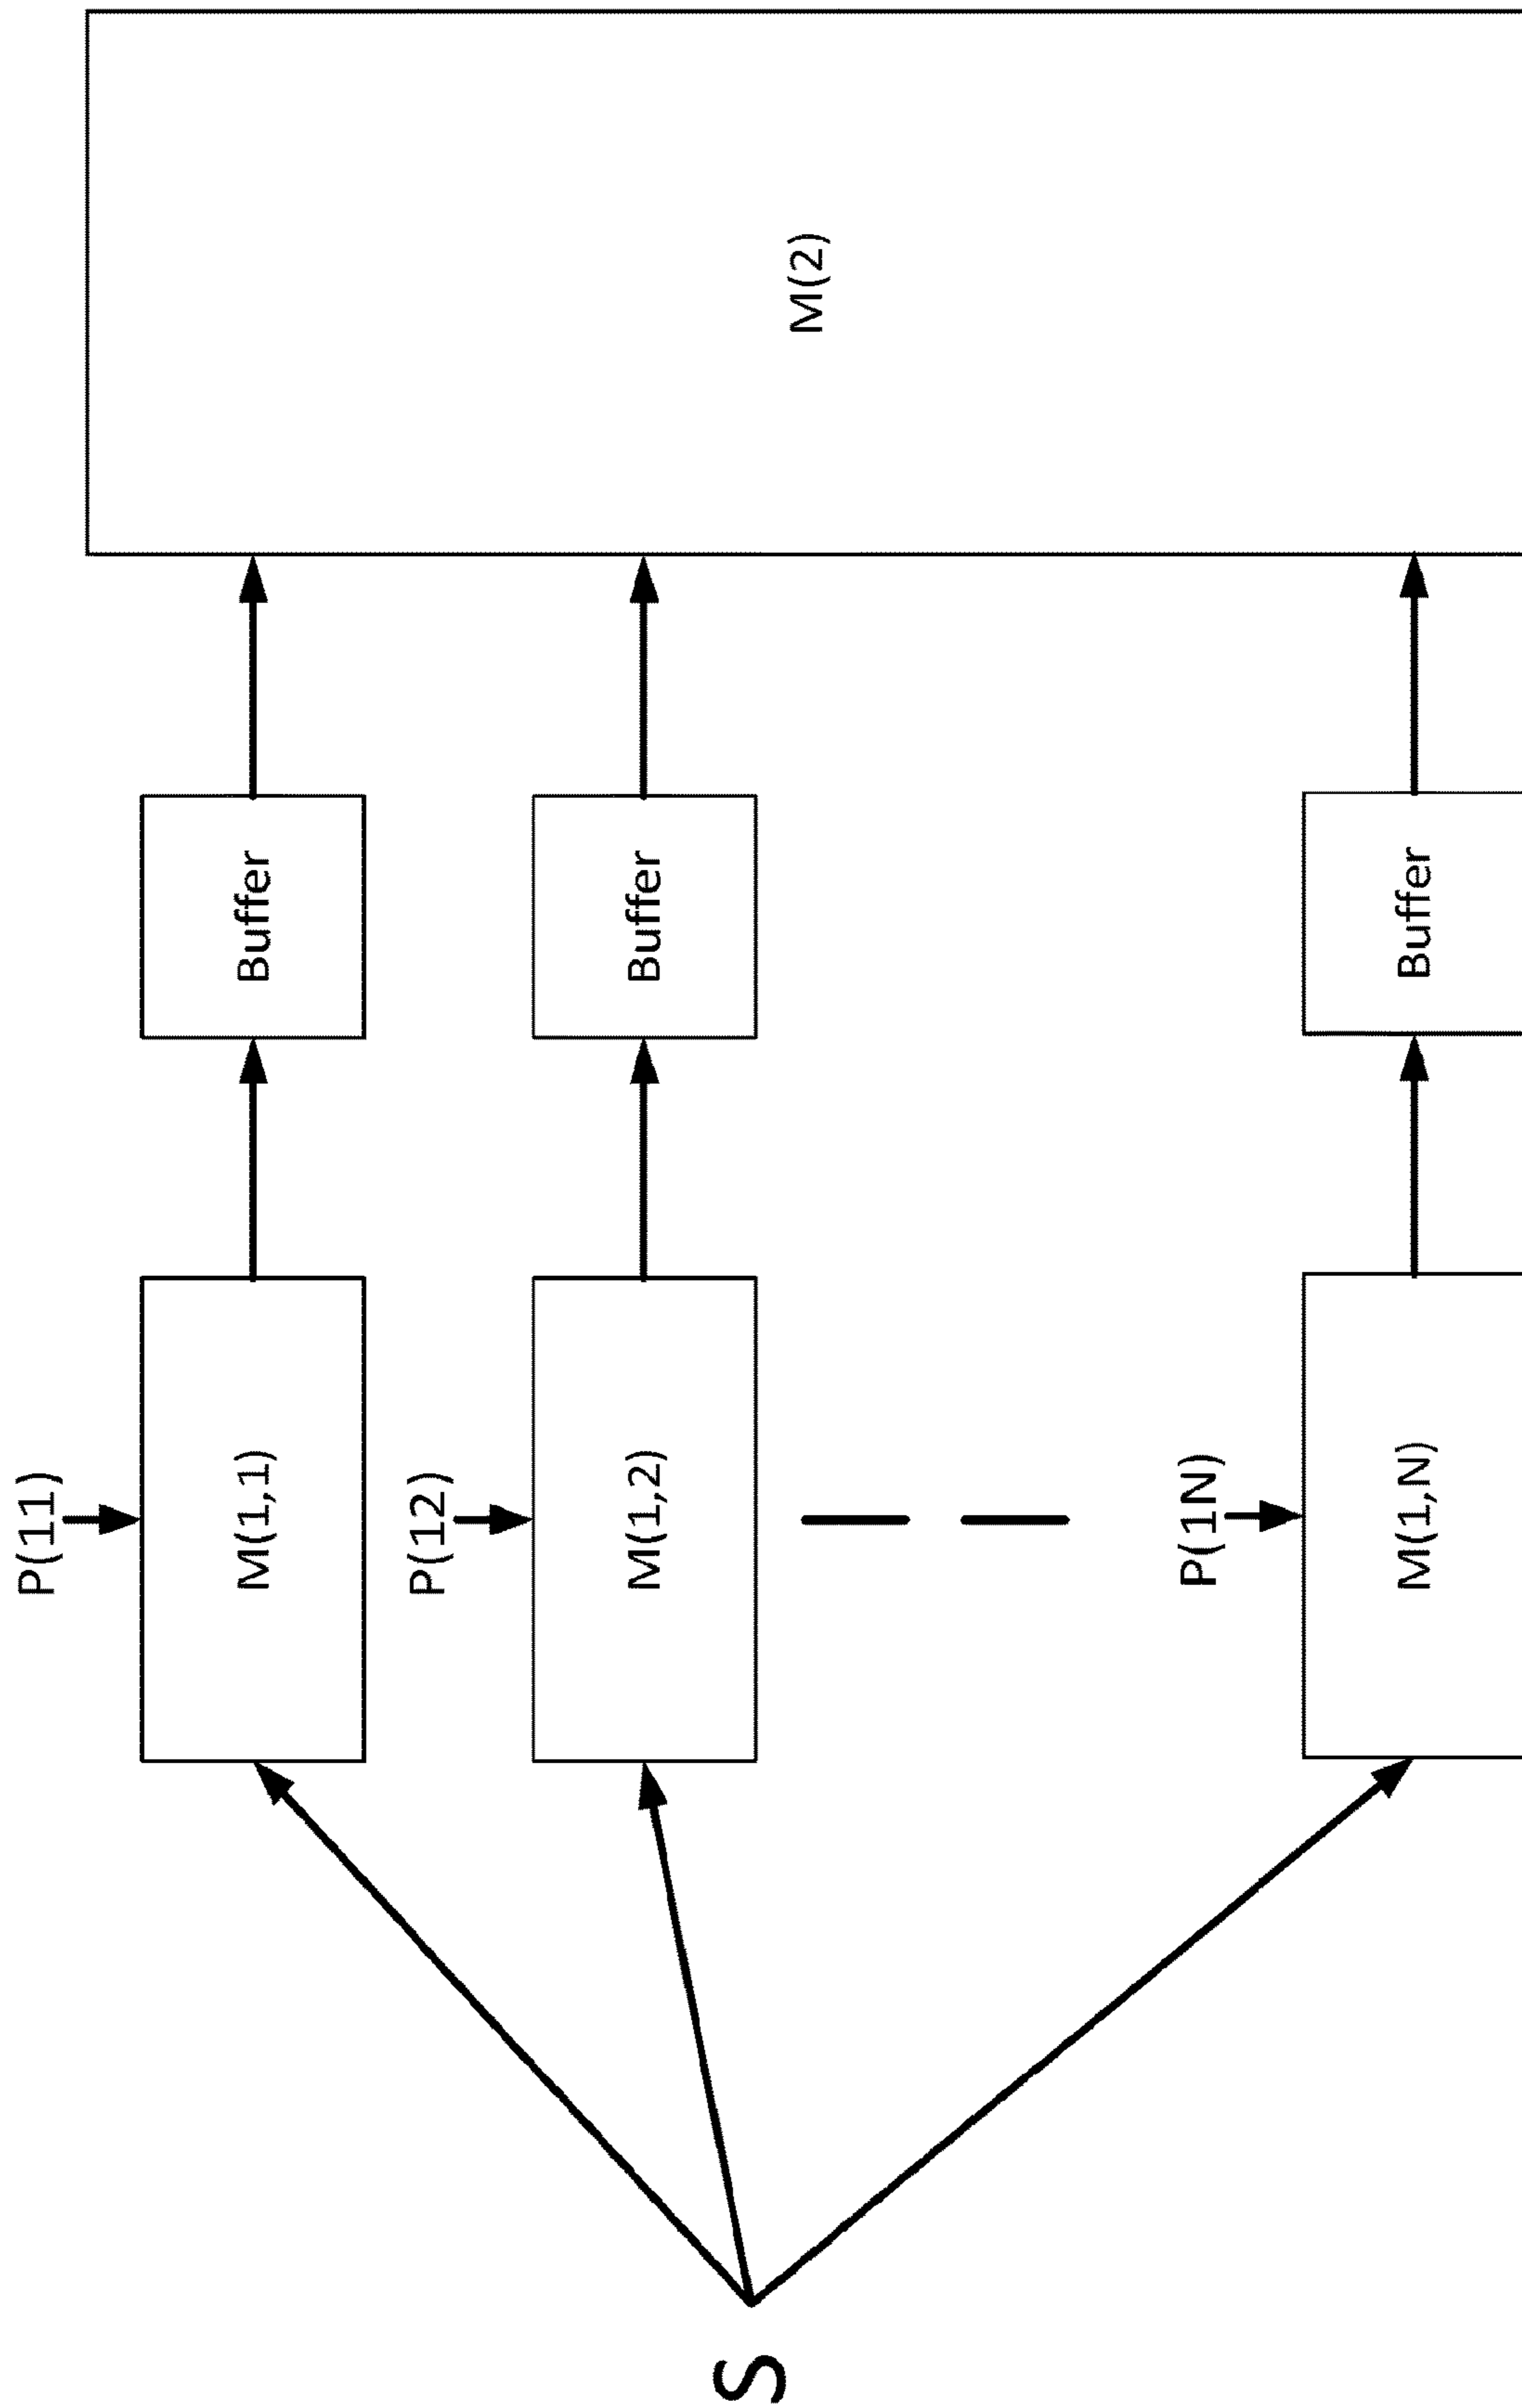 S
P(11)
M(1,1)
Buffer
P(12)
M(1,2)
Buffer
P(1N)
M(1,N)
Buffer
M(2)